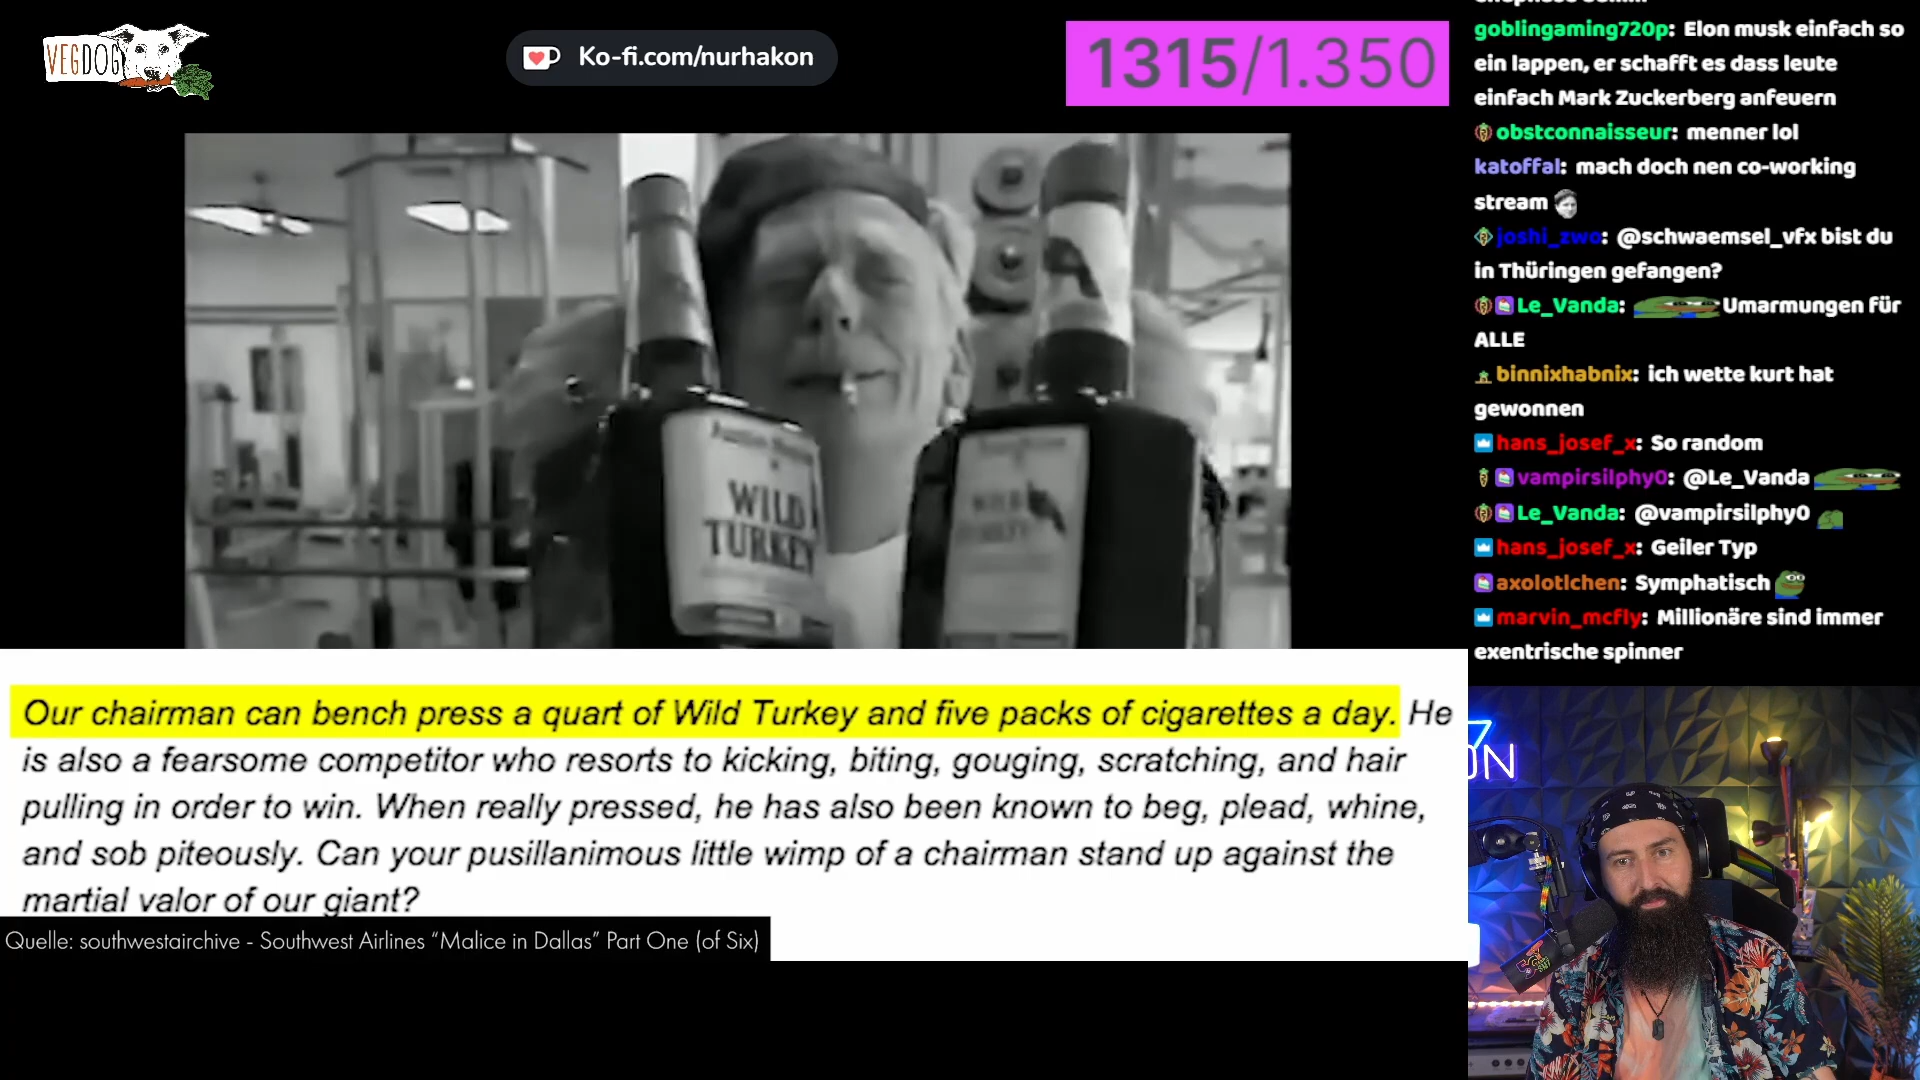 VEGDOG
Ko-fi.com/nurhakon
1315/1.350
WILD
TURKEY
WILD
Our chairman can bench press a quart of Wild Turkey and five packs of cigarettes a day. He
is also a fearsome competitor who resorts to kicking, biting, gouging, scratching, and hair
pulling in order to win. When really pressed, he has also been known to beg, plead, whine,
and sob piteously. Can your pusillanimous little wimp of a chairman stand up against the
martial valor of our giant?
Quelle: southwestairchive - Southwest Airlines “Malice in Dallas” Part One (of Six)
goblingaming720p: Elon musk einfach so
ein lappen, er schafft es dass leute
einfach Mark Zuckerberg anfeuern
obstconnaisseur: menner lol
katoffal: mach doch nen co-working
stream
joshi_zwo: @schwaemsel_vfx bist du
in Thüringen gefangen?
Le_Vanda: Umarmungen für
ALLE
binnixhabnix: ich wette kurt hat
gewonnen
hans_josef_x: So random
vampirsilphy0: @Le_Vanda
Le_Vanda: @vampirsilphy0
hans_josef_x: Geiler Typ
axolotlchen: Symphatisch
marvin_mcfly: Millionäre sind immer
exentrische spinner
ON